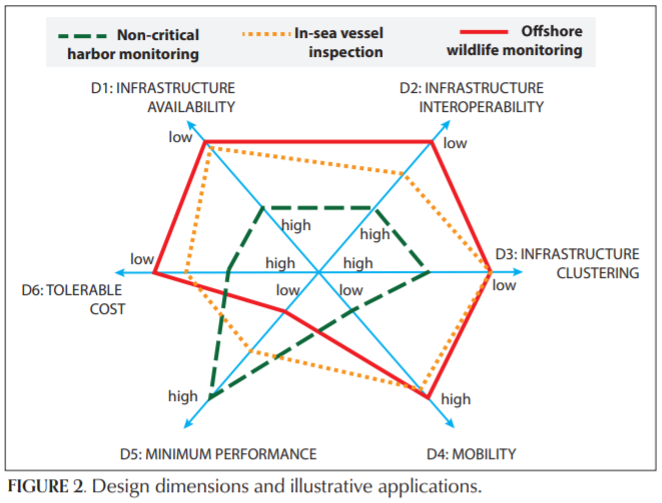 Non-critical
harbor monitoring
In-sea vessel
inspection
Offshore
wildlife monitoring
D1: INFRASTRUCTURE
AVAILABILITY
D2: INFRASTRUCTURE
INTEROPERABILITY
low
low
high
high
D3: INFRASTRUCTURE
CLUSTERING
low
high
high
low
D6: TOLERABLE
COST
low
low
high
high
D5: MINIMUM PERFORMANCE
D4: MOBILITY
FIGURE 2. Design dimensions and illustrative applications.